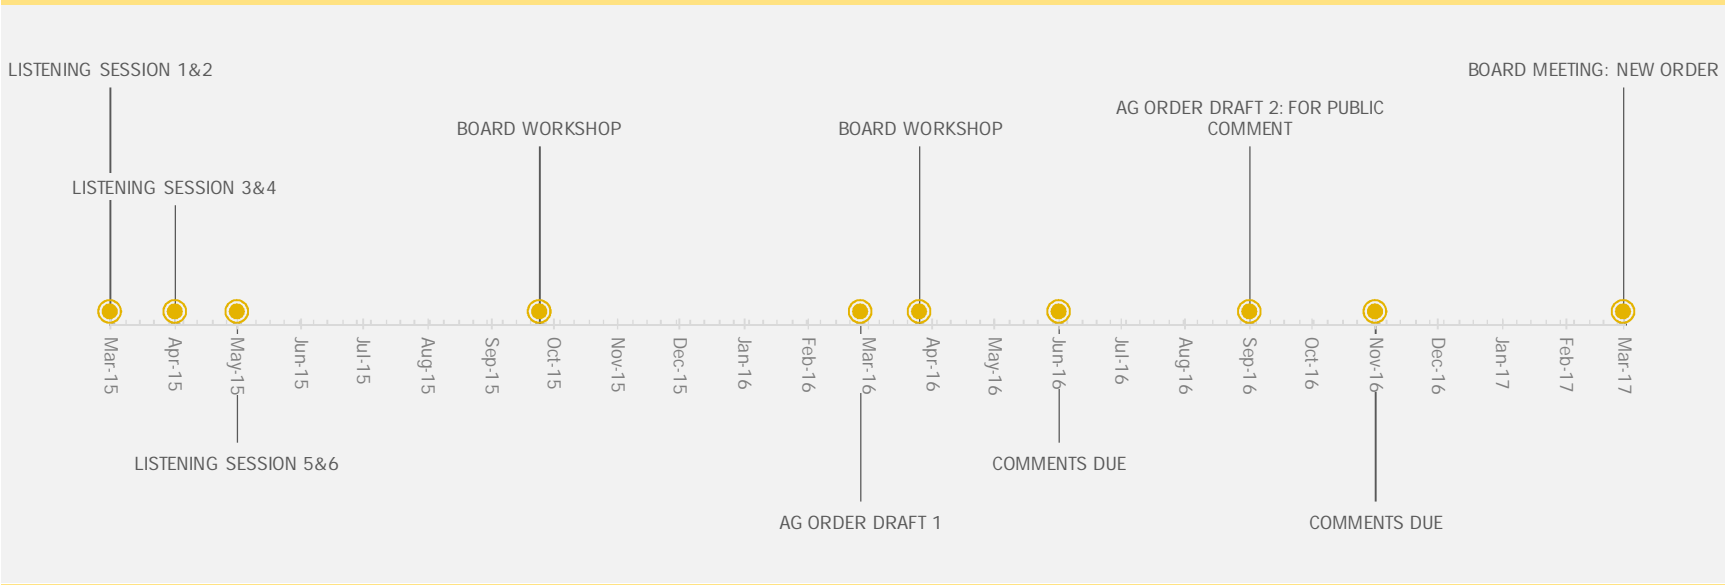 LISTENING SESSION 1&2
BOARD MEETING: NEW ORDER
AG ORDER DRAFT 2: FOR PUBLIC
COMMENT
BOARD WORKSHOP
BOARD WORKSHOP
LISTENING SESSION 3&4
Mar-15
Apr-15
May-15
Jun-15
Jul-15
Aug-15
Sep-15
Oct-15
Nov-15
Dec-15
Jan-16
Feb-16
Mar-16
Apr-16
May-16
Jun-16
Jul-16
Aug-16
Sep-16
Oct-16
Nov-16
Dec-16
Jan-17
Feb-17
Mar-17
LISTENING SESSION 5&6
COMMENTS DUE
AG ORDER DRAFT 1
COMMENTS DUE